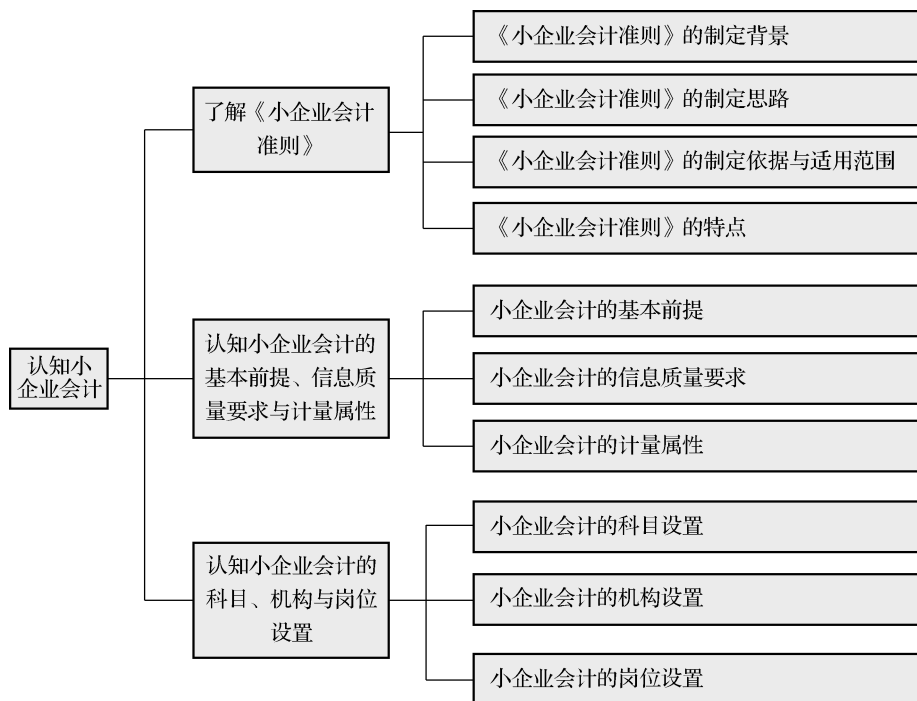 认知小
企业会计
了解《小企业会计
准则》
《小企业会计准则》的制定背景
《小企业会计准则》的制定思路
《小企业会计准则》的制定依据与适用范围
《小企业会计准则》的特点
认知小企业会计的
基本前提、信息质
量要求与计量属性
小企业会计的基本前提
小企业会计的信息质量要求
小企业会计的计量属性
认知小企业会计的
科目、机构与岗位
设置
小企业会计的科目设置
小企业会计的机构设置
小企业会计的岗位设置